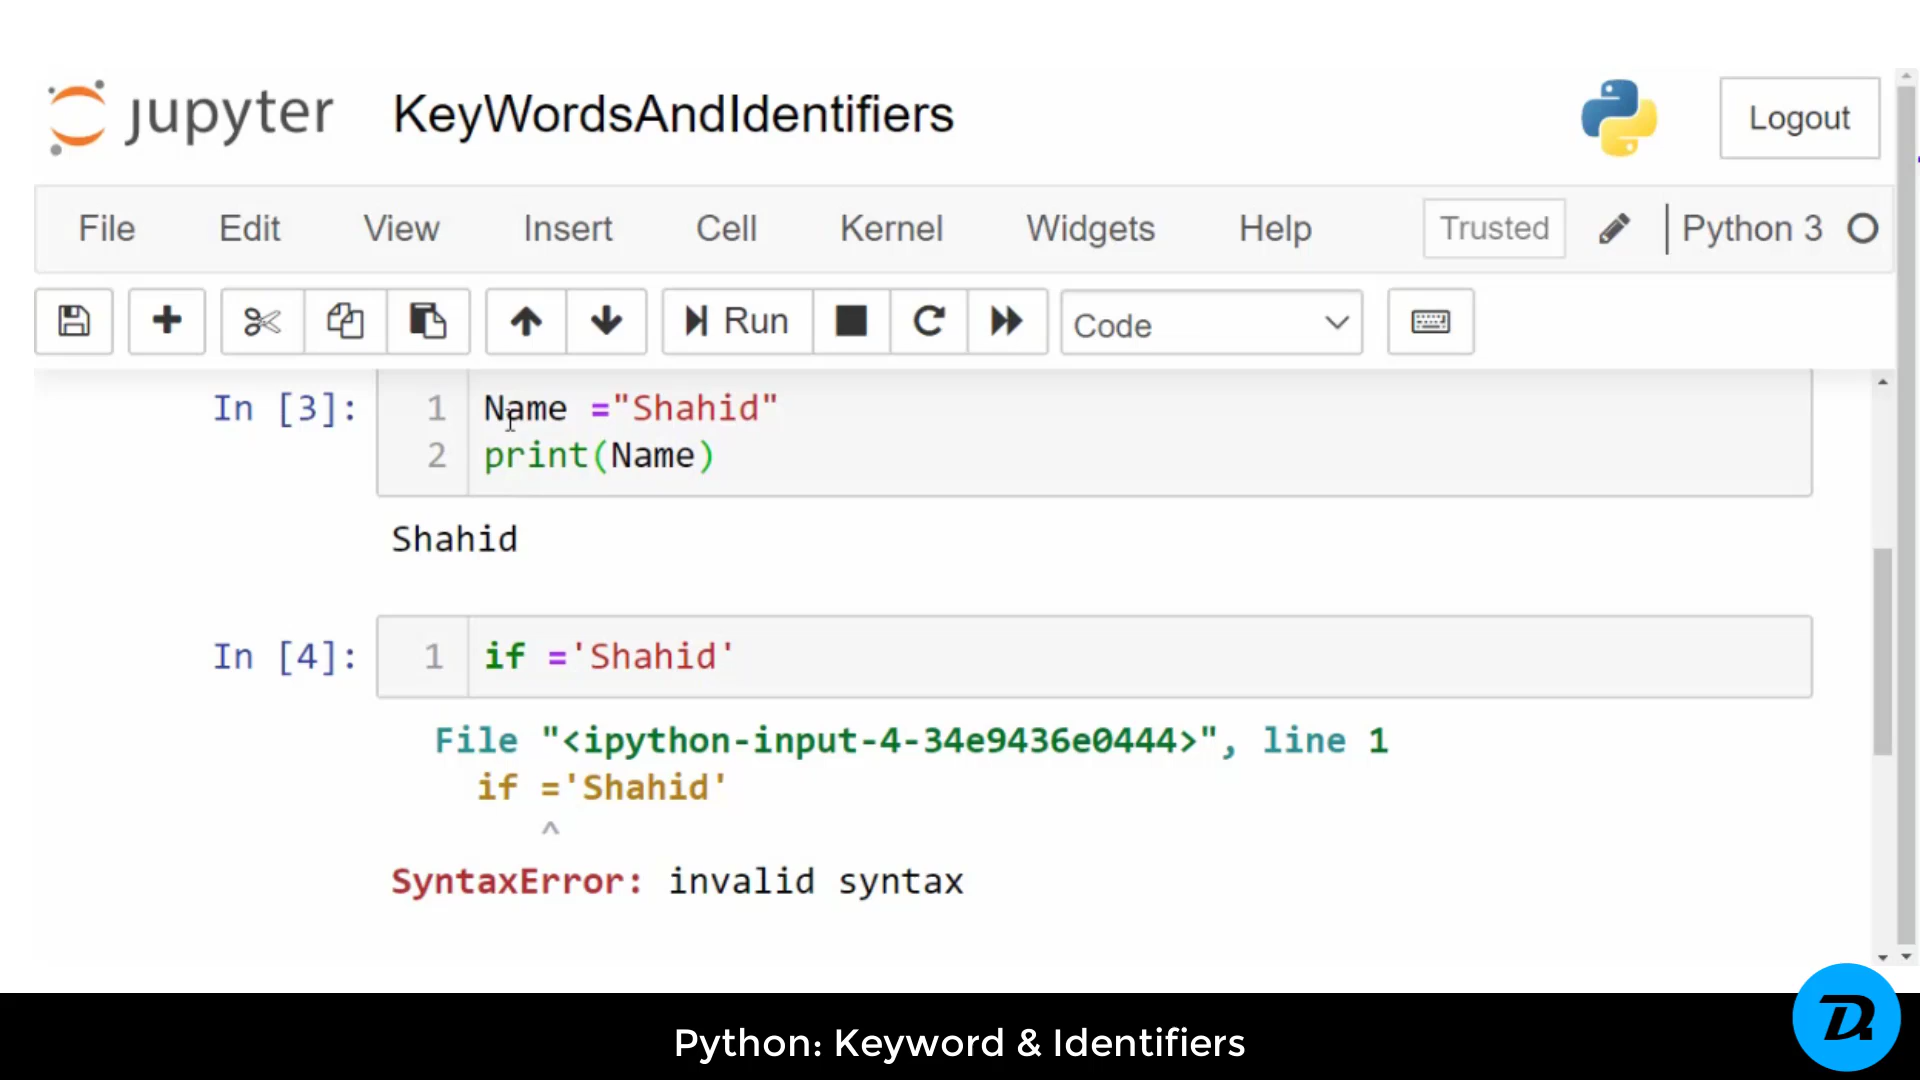 jupyter KeyWordsAndIdentifiers Logout
File Edit View Insert Cell Kernel Widgets Help Trusted Python 3
Run Code
In [3]: 1 Name ="Shahid"
2 print(Name)
Shahid
In [4]: 1 if ='Shahid'
File "<ipython-input-4-34e9436e0444>", line 1
if ='Shahid'
^
SyntaxError: invalid syntax
Python: Keyword & Identifiers